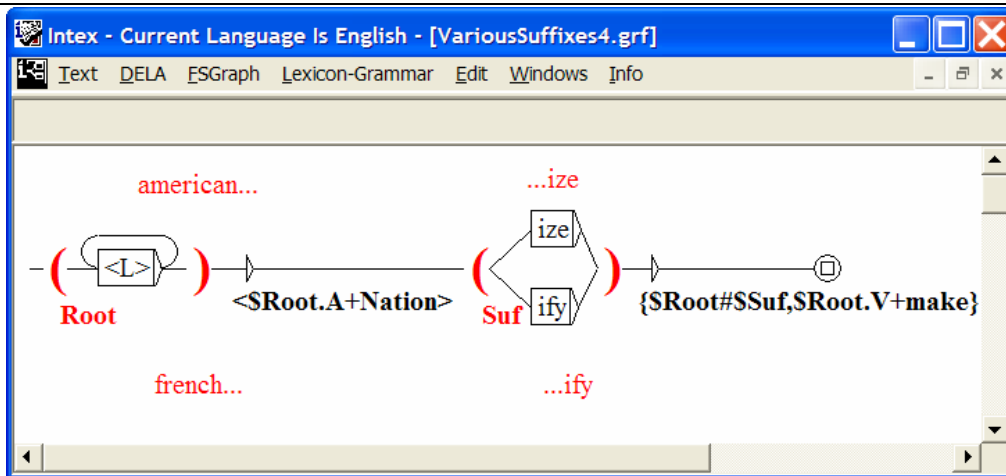 Intex - Current Language Is English - [VariousSuffixes4.grf]
Text DELA FSGraph Lexicon-Grammar Edit Windows Info
american... ...ize
( <L> ) ( ize )
<$Root.A+Nation> {$Root#$Suf,$Root.V+make}
Root Suf ify
french... ...ify